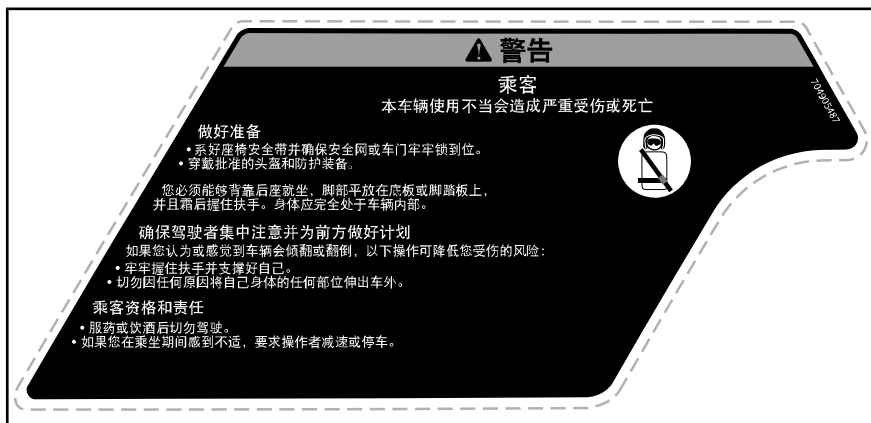 警告
乘客
本车辆使用不当会造成严重受伤或死亡
704905487
做好准备
• 系好座椅安全带并确保安全网或车门牢牢锁到位。
• 穿戴批准的头盔和防护装备。
您必须能够背靠后座就坐，脚部平放在底板或脚踏板上，
并且霜后握住扶手。身体应完全处于车辆内部。
确保驾驶者集中注意并为前方做好计划
如果您认为或感觉到车辆会倾翻或翻倒，以下操作可降低您受伤的风险：
• 牢牢握住扶手并支撑好自己。
• 切勿因任何原因将自己身体的任何部位伸出车外。
乘客资格和责任
• 服药或饮酒后切勿驾驶。
• 如果您在乘坐期间感到不适，要求操作者减速或停车。